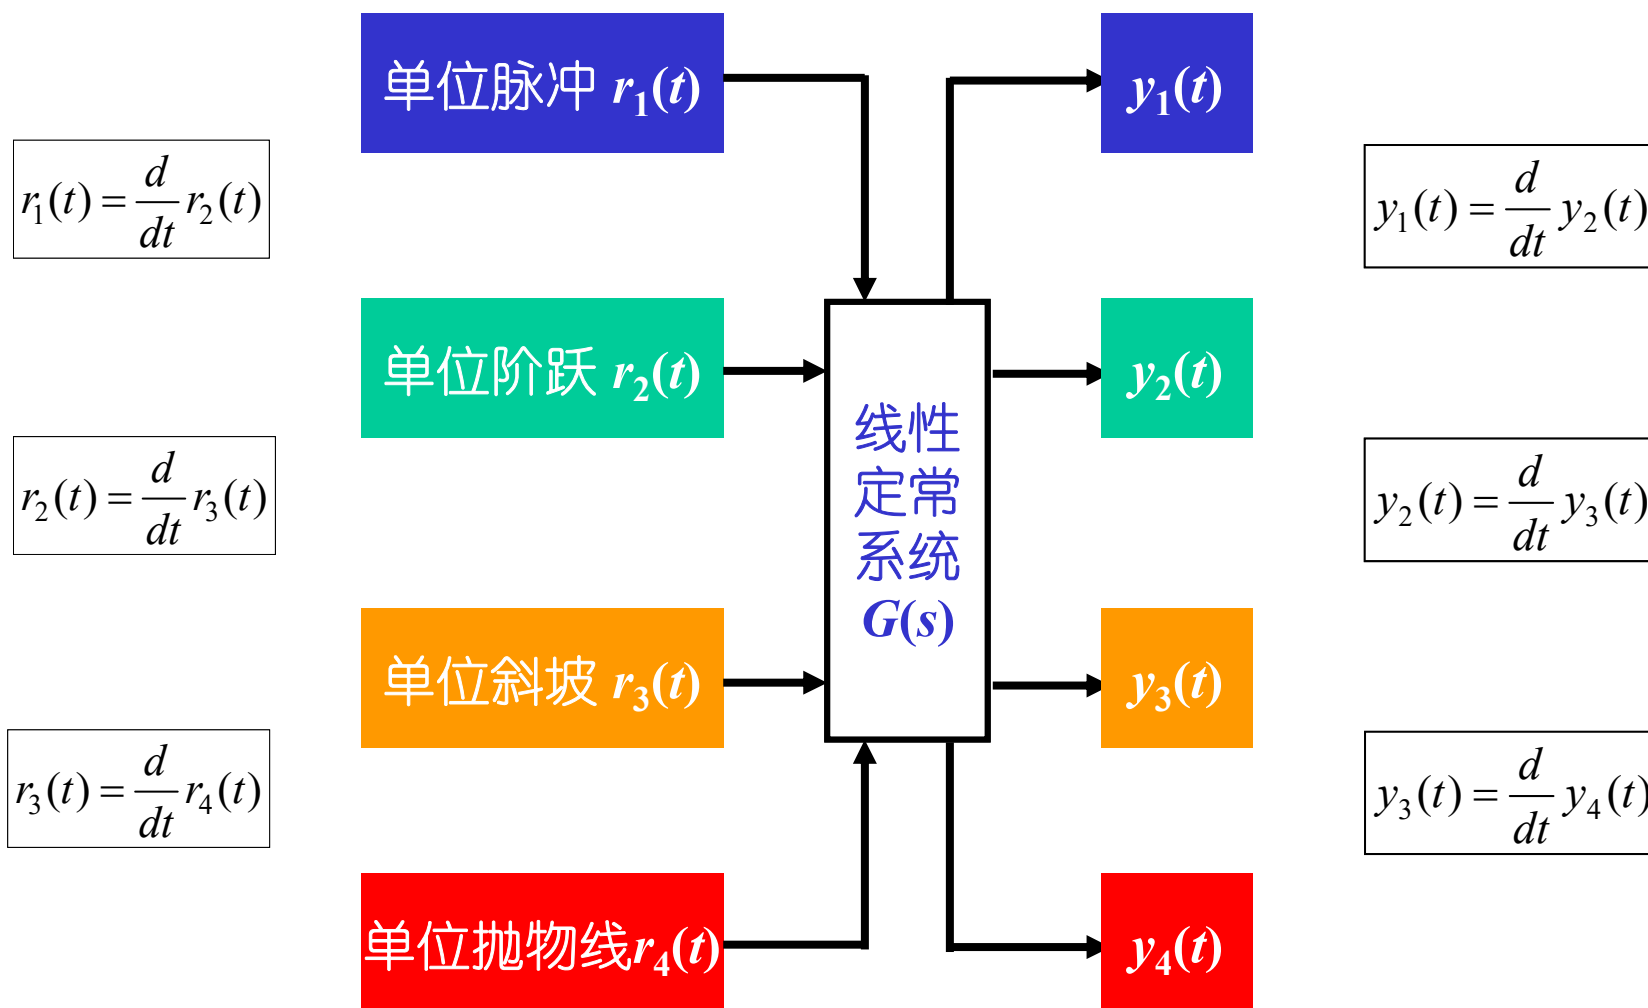 单位脉冲 r₁(t)
y₁(t)
r₁(t) = d/dt r₂(t)
y₁(t) = d/dt y₂(t)
单位阶跃 r₂(t)
y₂(t)
线性
定常
系统
G(s)
r₂(t) = d/dt r₃(t)
y₂(t) = d/dt y₃(t)
单位斜坡 r₃(t)
y₃(t)
r₃(t) = d/dt r₄(t)
y₃(t) = d/dt y₄(t)
单位抛物线r₄(t)
y₄(t)